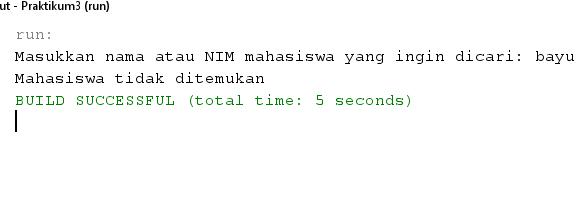 ut - Praktikum3 (run)
run:
Masukkan nama atau NIM mahasiswa yang ingin dicari: bayu
Mahasiswa tidak ditemukan
BUILD SUCCESSFUL (total time: 5 seconds)